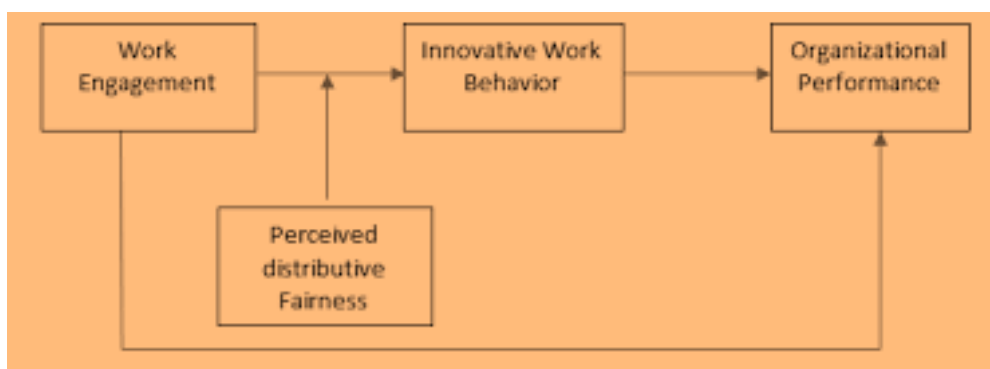 Work
Engagement
Innovative Work
Behavior
Organizational
Performance
Perceived
distributive
Fairness